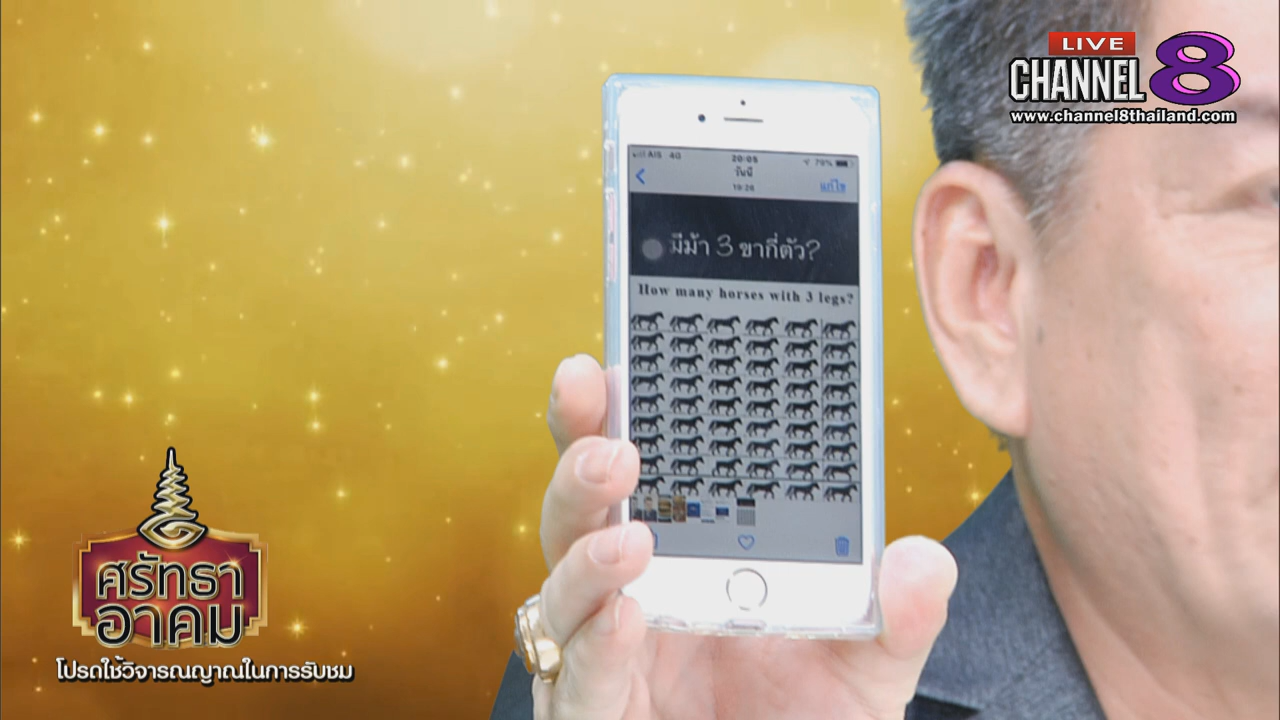 LIVE
CHANNEL 8
www.channel8thailand.com
AIS 4G 20:05 79%
วันนี้
19:28
แก้ไข
มีม้า 3 ขากี่ตัว?
How many horses with 3 legs?
ศรัทธา
อาคม
โปรดใช้วิจารณญาณในการรับชม